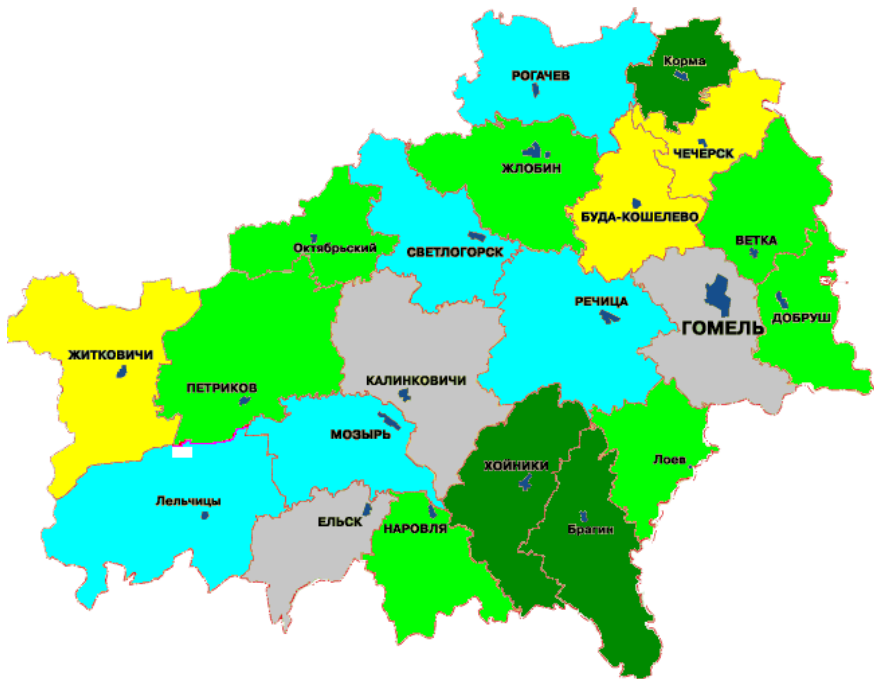 Корма
РОГАЧЕВ
ЧЕЧЕРСК
ЖЛОБИН
БУДА-КОШЕЛЕВО
ВЕТКА
Октябрьский
СВЕТЛОГОРСК
РЕЧИЦА
ДОБРУШ
ГОМЕЛЬ
ЖИТКОВИЧИ
КАЛИНКОВИЧИ
ПЕТРИКОВ
МОЗЫРЬ
Лоев
ХОЙНИКИ
Лельчицы
ЕЛЬСК
НАРОВЛЯ
Брагин